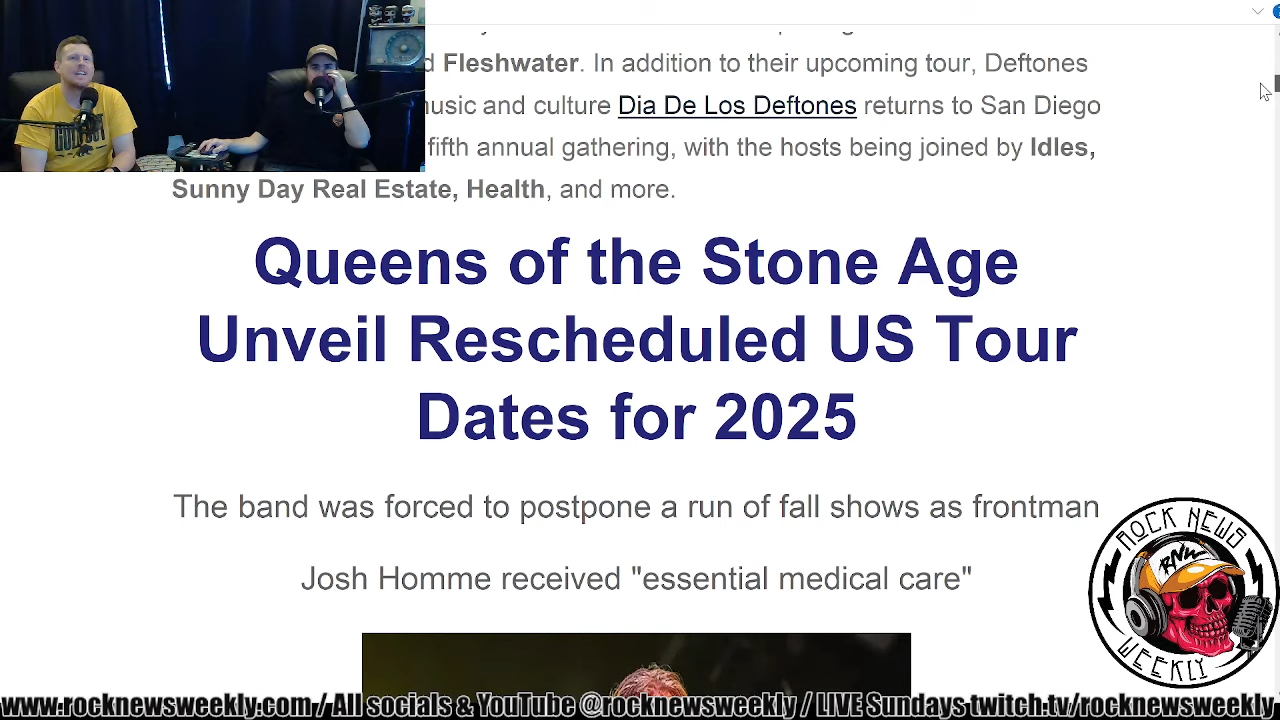 d Fleshwater. In addition to their upcoming tour, Deftones
music and culture Dia De Los Deftones returns to San Diego
fifth annual gathering, with the hosts being joined by Idles,
Sunny Day Real Estate, Health, and more.
Queens of the Stone Age
Unveil Rescheduled US Tour
Dates for 2025
The band was forced to postpone a run of fall shows as frontman
Josh Homme received "essential medical care"
ROCK NEWS
RNW
WEEKLY
www.rocknewsweekly.com / All socials & YouTube @rocknewsweekly / LIVE Sundays twitch.tv/rocknewsweekly